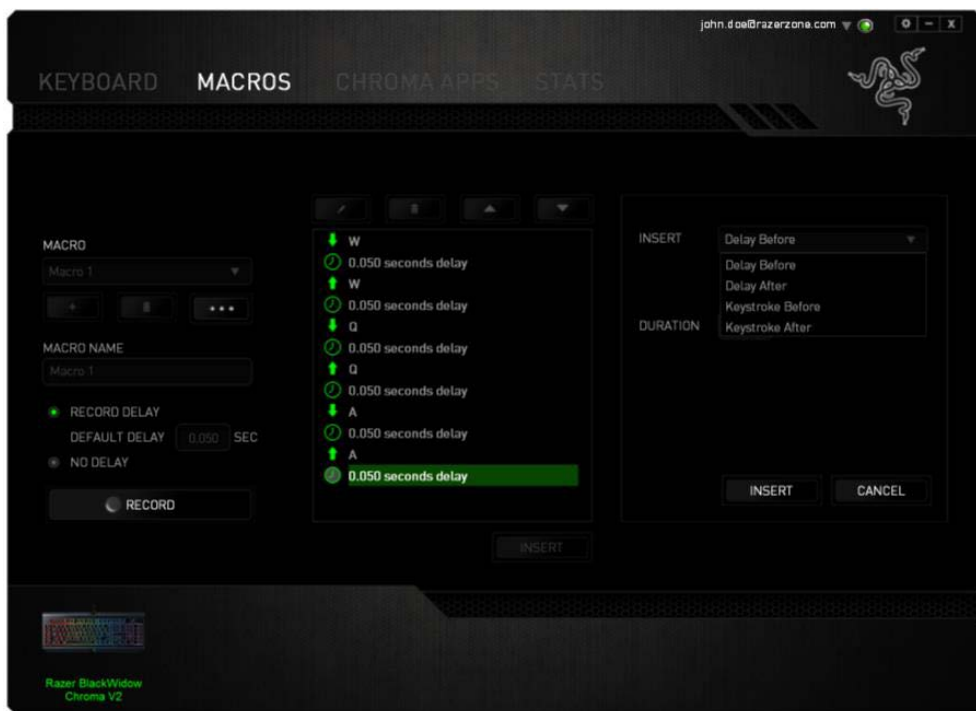 john.doe@razerzone.com
KEYBOARD MACROS CHROMA APPS STATS
MACRO
Macro 1
MACRO NAME
Macro 1
RECORD DELAY
DEFAULT DELAY 0.050 SEC
NO DELAY
RECORD
W
0.050 seconds delay
W
0.050 seconds delay
Q
0.050 seconds delay
Q
0.050 seconds delay
A
0.050 seconds delay
A
0.050 seconds delay
INSERT
INSERT Delay Before
Delay Before
Delay After
Keystroke Before
DURATION Keystroke After
INSERT CANCEL
Razer BlackWidow
Chroma V2